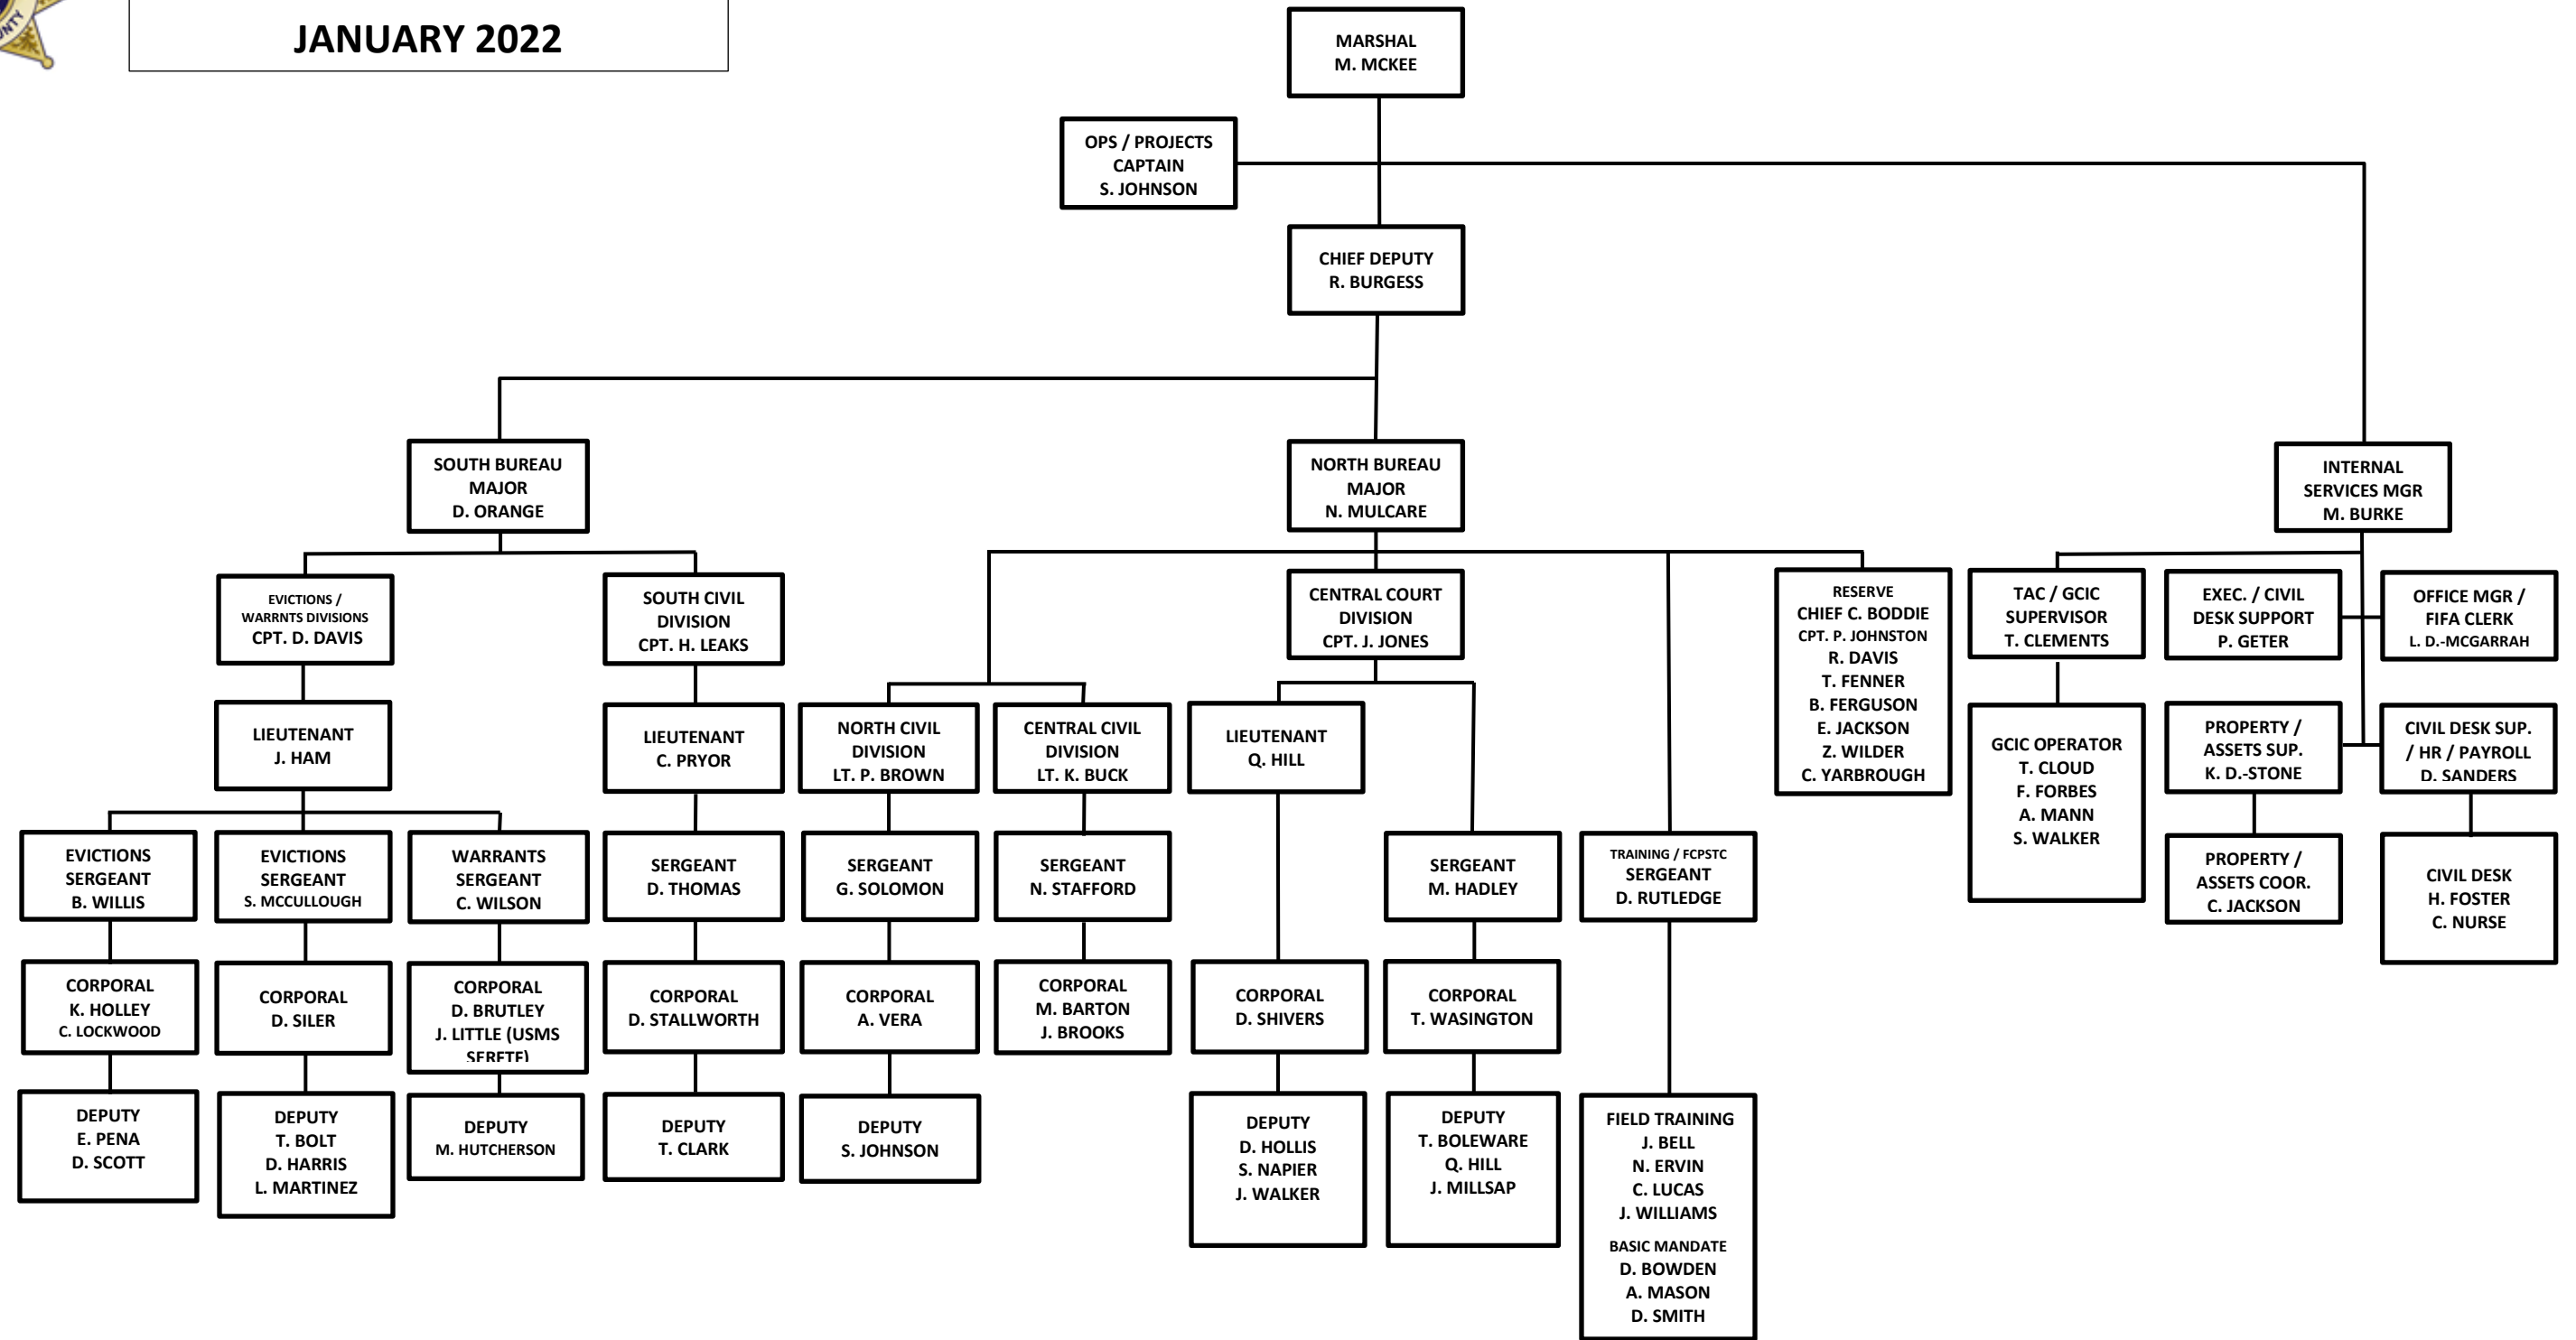 UNTY
JANUARY 2022
MARSHAL
M. MCKEE
OPS / PROJECTS
CAPTAIN
S. JOHNSON
CHIEF DEPUTY
R. BURGESS
SOUTH BUREAU
MAJOR
D. ORANGE
NORTH BUREAU
MAJOR
N. MULCARE
INTERNAL
SERVICES MGR
M. BURKE
EVICTIONS /
WARRNTS DIVISIONS
CPT. D. DAVIS
SOUTH CIVIL
DIVISION
CPT. H. LEAKS
CENTRAL COURT
DIVISION
CPT. J. JONES
RESERVE
CHIEF C. BODDIE
CPT. P. JOHNSTON
R. DAVIS
T. FENNER
B. FERGUSON
E. JACKSON
Z. WILDER
C. YARBROUGH
TAC / GCIC
SUPERVISOR
T. CLEMENTS
EXEC. / CIVIL
DESK SUPPORT
P. GETER
OFFICE MGR /
FIFA CLERK
L. D.-MCGARRAH
LIEUTENANT
J. HAM
LIEUTENANT
C. PRYOR
NORTH CIVIL
DIVISION
LT. P. BROWN
CENTRAL CIVIL
DIVISION
LT. K. BUCK
LIEUTENANT
Q. HILL
GCIC OPERATOR
T. CLOUD
F. FORBES
A. MANN
S. WALKER
PROPERTY /
ASSETS SUP.
K. D.-STONE
CIVIL DESK SUP.
/ HR / PAYROLL
D. SANDERS
EVICTIONS
SERGEANT
B. WILLIS
EVICTIONS
SERGEANT
S. MCCULLOUGH
WARRANTS
SERGEANT
C. WILSON
SERGEANT
D. THOMAS
SERGEANT
G. SOLOMON
SERGEANT
N. STAFFORD
SERGEANT
M. HADLEY
TRAINING / FCPSTC
SERGEANT
D. RUTLEDGE
PROPERTY /
ASSETS COOR.
C. JACKSON
CIVIL DESK
H. FOSTER
C. NURSE
CORPORAL
K. HOLLEY
C. LOCKWOOD
CORPORAL
D. SILER
CORPORAL
D. BRUTLEY
J. LITTLE (USMS
SERFTF)
CORPORAL
D. STALLWORTH
CORPORAL
A. VERA
CORPORAL
M. BARTON
J. BROOKS
CORPORAL
D. SHIVERS
CORPORAL
T. WASINGTON
DEPUTY
E. PENA
D. SCOTT
DEPUTY
T. BOLT
D. HARRIS
L. MARTINEZ
DEPUTY
M. HUTCHERSON
DEPUTY
T. CLARK
DEPUTY
S. JOHNSON
DEPUTY
D. HOLLIS
S. NAPIER
J. WALKER
DEPUTY
T. BOLEWARE
Q. HILL
J. MILLSAP
FIELD TRAINING
J. BELL
N. ERVIN
C. LUCAS
J. WILLIAMS
BASIC MANDATE
D. BOWDEN
A. MASON
D. SMITH